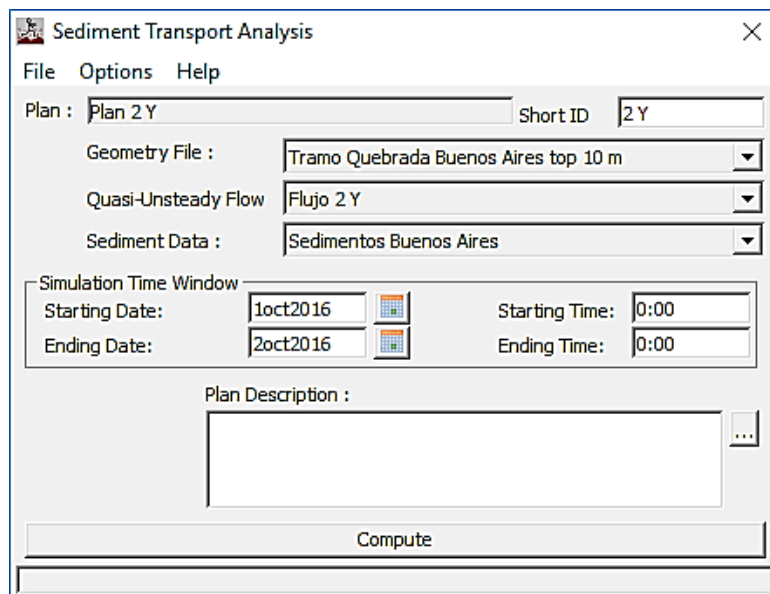 Sediment Transport Analysis
File Options Help
Plan : Plan 2 Y Short ID 2 Y
Geometry File : Tramo Quebrada Buenos Aires top 10 m
Quasi-Unsteady Flow Flujo 2 Y
Sediment Data : Sedimentos Buenos Aires
Simulation Time Window
Starting Date: 1oct2016 Starting Time: 0:00
Ending Date: 2oct2016 Ending Time: 0:00
Plan Description :
...
Compute